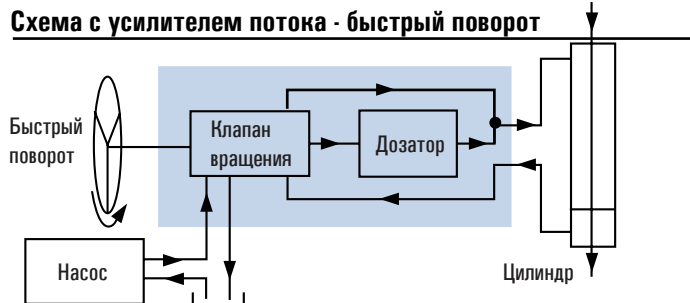 Схема с усилителем потока - быстрый поворот
Быстрый
поворот
Клапан
вращения
Дозатор
Насос
Цилиндр